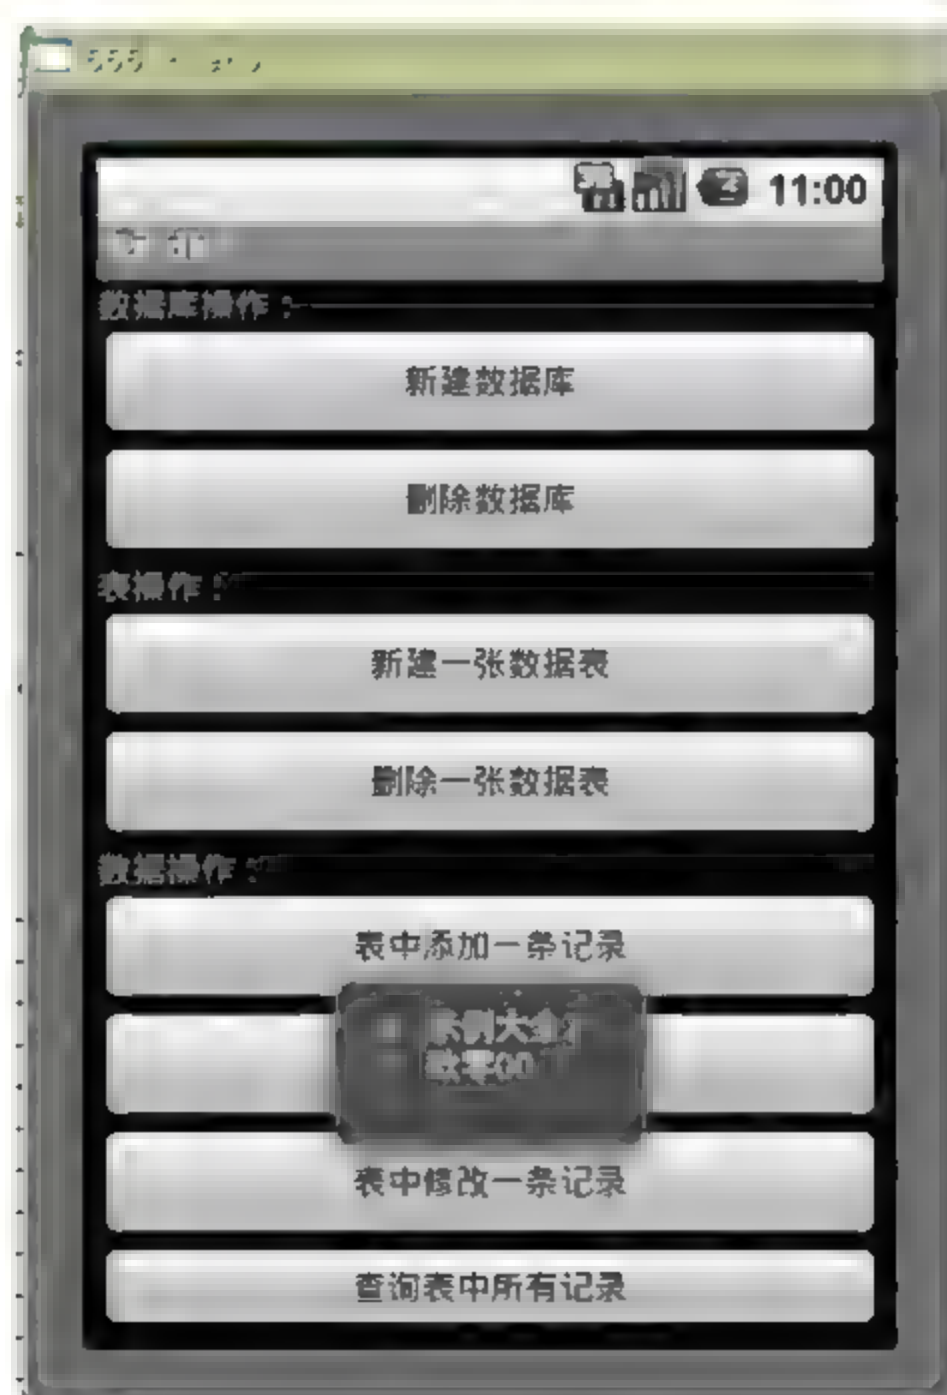 11:00
数据库操作：
新建数据库
删除数据库
表操作：
新建一张数据表
删除一张数据表
数据操作：
表中添加一条记录
例大全
表中修改一条记录
查询表中所有记录